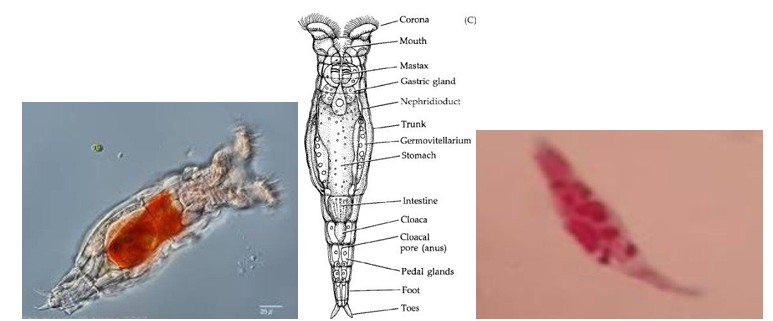 Corona
(C)
Mouth
Mastax
Gastric gland
Nephridioduct
Trunk
Germovitellarium
Stomach
Intestine
Cloaca
Cloacal
pore (anus)
Pedal glands
Foot
Toes